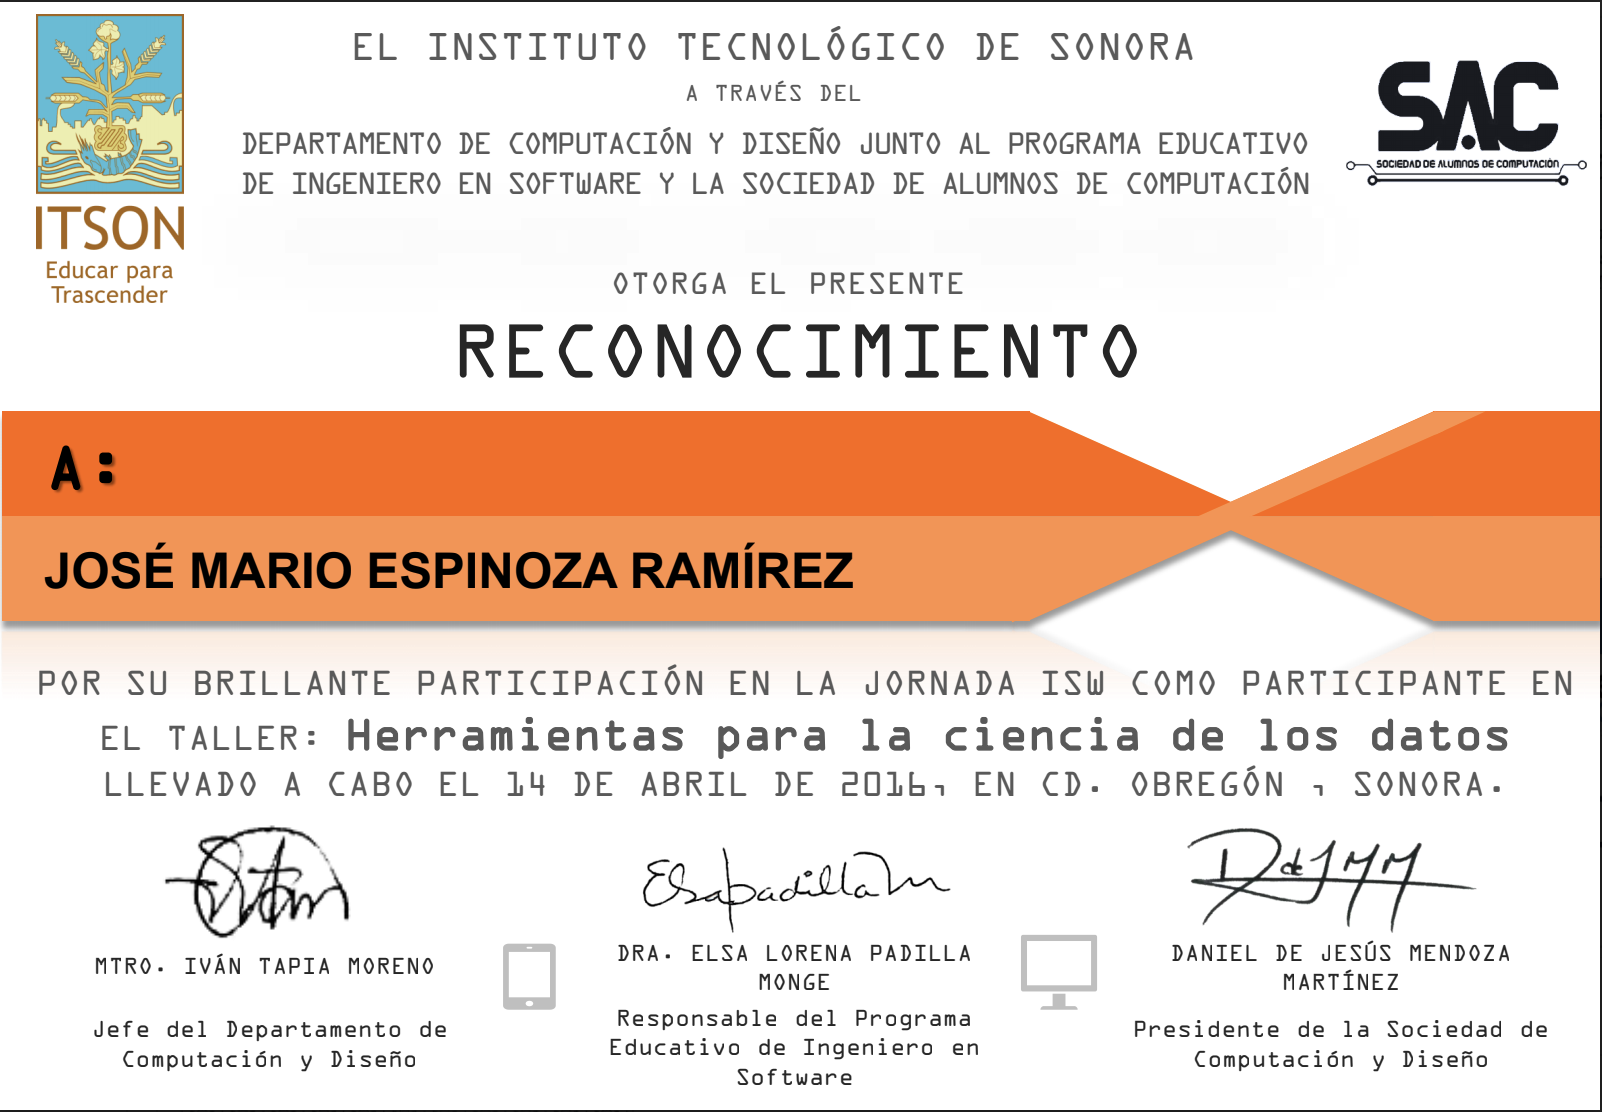 EL INSTITUTO TECNOLÓGICO DE SONORA
A TRAVÉS DEL
DEPARTAMENTO DE COMPUTACIÓN Y DISEÑO JUNTO AL PROGRAMA EDUCATIVO
DE INGENIERO EN SOFTWARE Y LA SOCIEDAD DE ALUMNOS DE COMPUTACIÓN
ITSON
Educar para
Trascender
SAC
SOCIEDAD DE ALUMNOS DE COMPUTACIÓN
OTORGA EL PRESENTE
RECONOCIMIENTO
A:
JOSÉ MARIO ESPINOZA RAMÍREZ
POR SU BRILLANTE PARTICIPACIÓN EN LA JORNADA ISW COMO PARTICIPANTE EN
EL TALLER: Herramientas para la ciencia de los datos
LLEVADO A CABO EL 14 DE ABRIL DE 2016, EN CD. OBREGÓN , SONORA.
MTRO. IVÁN TAPIA MORENO
Jefe del Departamento de
Computación y Diseño
DRA. ELSA LORENA PADILLA
MONGE
Responsable del Programa
Educativo de Ingeniero en
Software
DANIEL DE JESÚS MENDOZA
MARTÍNEZ
Presidente de la Sociedad de
Computación y Diseño